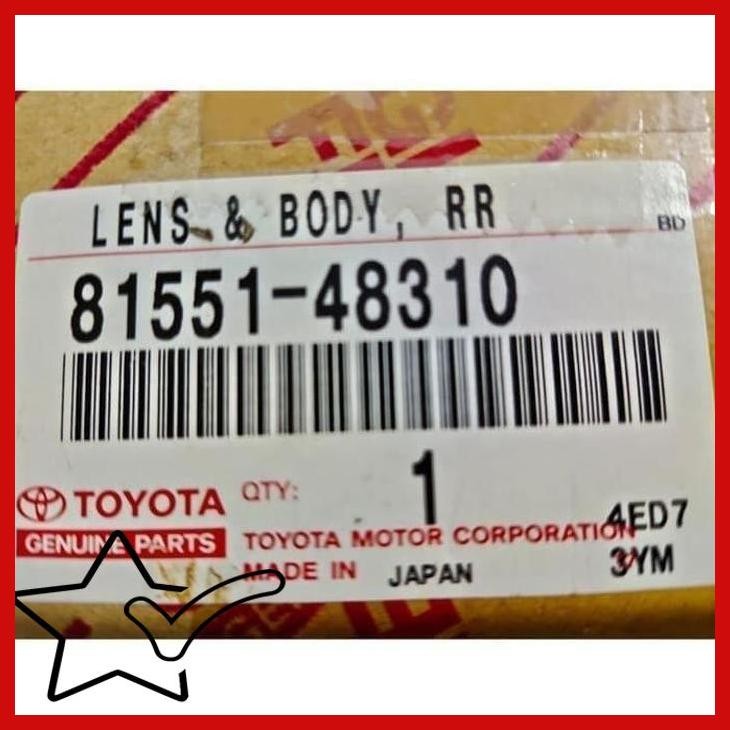 LENS & BODY, RR
BD
81551-48310
TOYOTA QTY: 1
GENUINE PARTS TOYOTA MOTOR CORPORATION 4ED7
MADE IN JAPAN 3YM